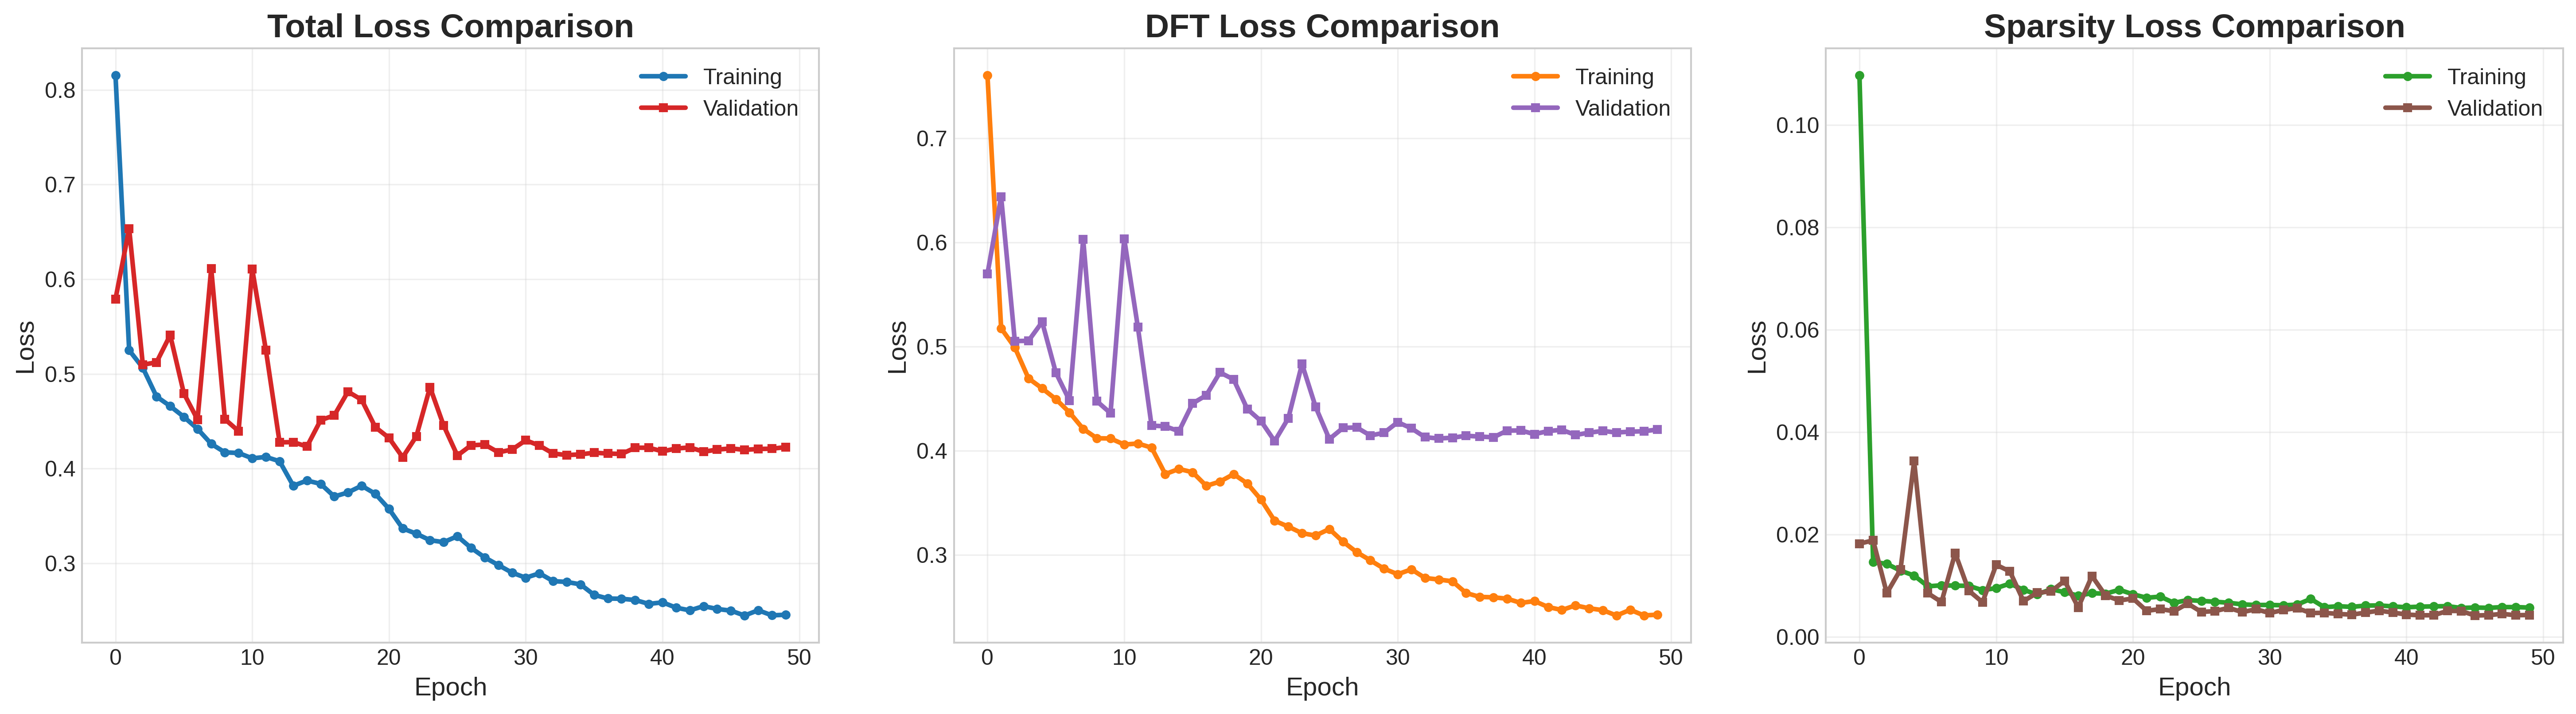 Total Loss Comparison
Training
Validation
0.8
0.7
0.6
0.5
0.4
0.3
Loss
0 10 20 30 40 50
Epoch
DFT Loss Comparison
Training
Validation
0.7
0.6
0.5
0.4
0.3
Loss
0 10 20 30 40 50
Epoch
Sparsity Loss Comparison
Training
Validation
0.10
0.08
0.06
0.04
0.02
0.00
Loss
0 10 20 30 40 50
Epoch